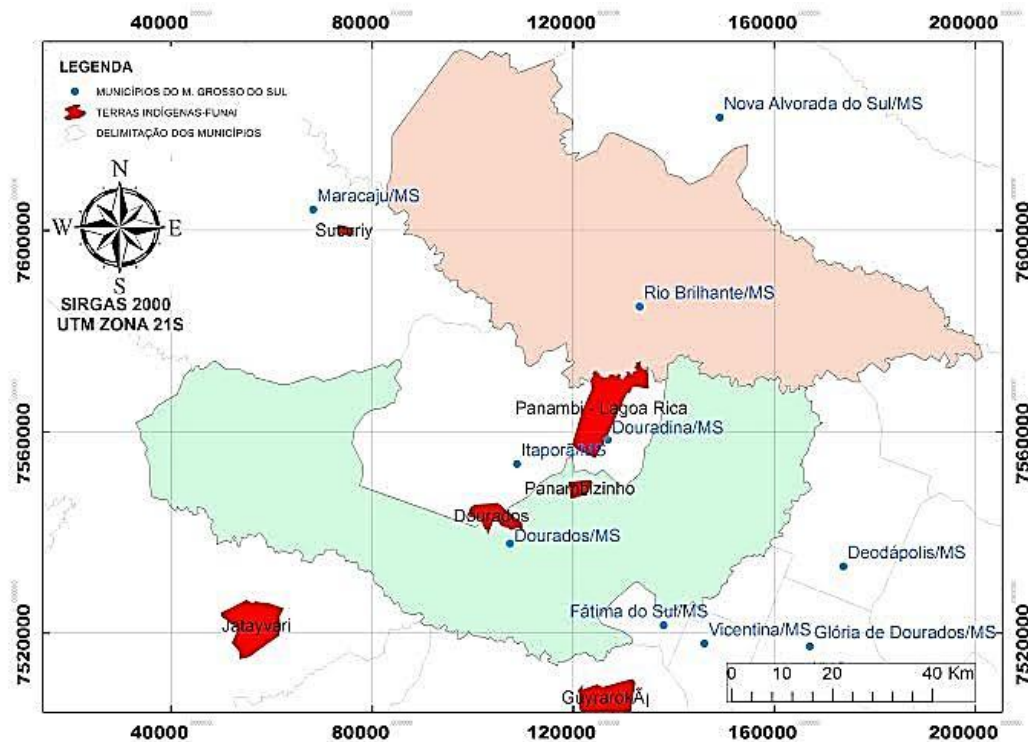 40000 80000 120000 160000 200000
LEGENDA
MUNICÍPIOS DO M. GROSSO DO SUL
TERRAS INDÍGENAS-FUNAI
DELIMITAÇÃO DOS MUNICÍPIOS
N
W E
S
SIRGAS 2000
UTM ZONA 21S
Nova Alvorada do Sul/MS
Maracaju/MS
7600000 7600000
Rio Brilhante/MS
Panambi - Lagoa Rica
Douradina/MS
7560000 7560000
Itaporã/MS
Panambizinho
Dourados
Dourados/MS
Deodápolis/MS
Jatayvari
Fátima do Sul/MS
Vicentina/MS
Glória de Dourados/MS
7520000 7520000
0 10 20 40 Km
GuyrarokÃ¡
40000 80000 120000 160000 200000